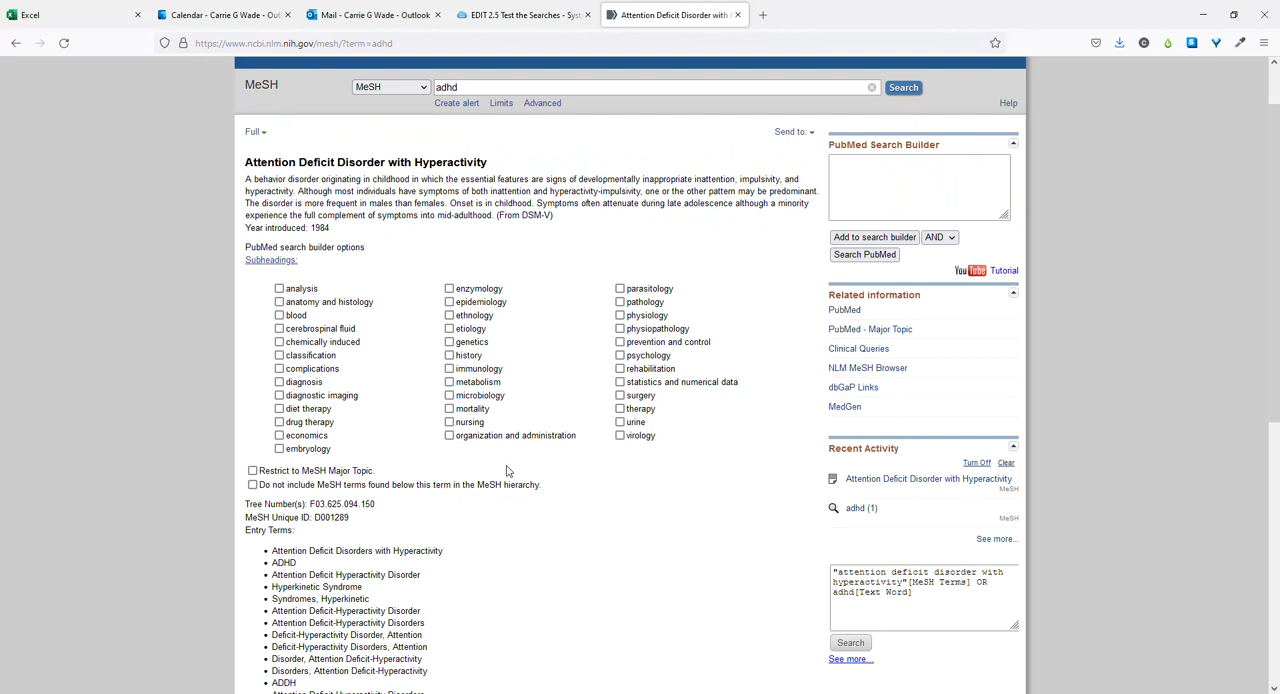 Excel
Calendar - Carrie G Wade - Out
Mail - Carrie G Wade - Outlook
EDIT 2.5 Test the Searches - Syst
Attention Deficit Disorder with H
https://www.ncbi.nlm.nih.gov/mesh/?term=adhd
MeSH
MeSH
adhd
Search
Create alert
Limits
Advanced
Help
Full
Send to:
Attention Deficit Disorder with Hyperactivity
A behavior disorder originating in childhood in which the essential features are signs of developmentally inappropriate inattention, impulsivity, and
hyperactivity. Although most individuals have symptoms of both inattention and hyperactivity-impulsivity, one or the other pattern may be predominant.
The disorder is more frequent in males than females. Onset is in childhood. Symptoms often attenuate during late adolescence although a minority
experience the full complement of symptoms into mid-adulthood. (From DSM-V)
Year introduced: 1984
PubMed search builder options
Subheadings:
analysis
anatomy and histology
blood
cerebrospinal fluid
chemically induced
classification
complications
diagnosis
diagnostic imaging
diet therapy
drug therapy
economics
embryology
enzymology
epidemiology
ethnology
etiology
genetics
history
immunology
metabolism
microbiology
mortality
nursing
organization and administration
parasitology
pathology
physiology
physiopathology
prevention and control
psychology
rehabilitation
statistics and numerical data
surgery
therapy
urine
virology
Restrict to MeSH Major Topic.
Do not include MeSH terms found below this term in the MeSH hierarchy.
Tree Number(s): F03.625.094.150
MeSH Unique ID: D001289
Entry Terms:
Attention Deficit Disorders with Hyperactivity
ADHD
Attention Deficit Hyperactivity Disorder
Hyperkinetic Syndrome
Syndromes, Hyperkinetic
Attention Deficit-Hyperactivity Disorder
Attention Deficit-Hyperactivity Disorders
Deficit-Hyperactivity Disorder, Attention
Deficit-Hyperactivity Disorders, Attention
Disorder, Attention Deficit-Hyperactivity
Disorders, Attention Deficit-Hyperactivity
ADDH
Attention Deficit Hyperactivity Disorders
PubMed Search Builder
Add to search builder
AND
Search PubMed
YouTube Tutorial
Related information
PubMed
PubMed - Major Topic
Clinical Queries
NLM MeSH Browser
dbGaP Links
MedGen
Recent Activity
Turn Off Clear
Attention Deficit Disorder with Hyperactivity
MeSH
adhd (1)
MeSH
See more...
"attention deficit disorder with
hyperactivity"[MeSH Terms] OR
adhd[Text Word]
Search
See more...